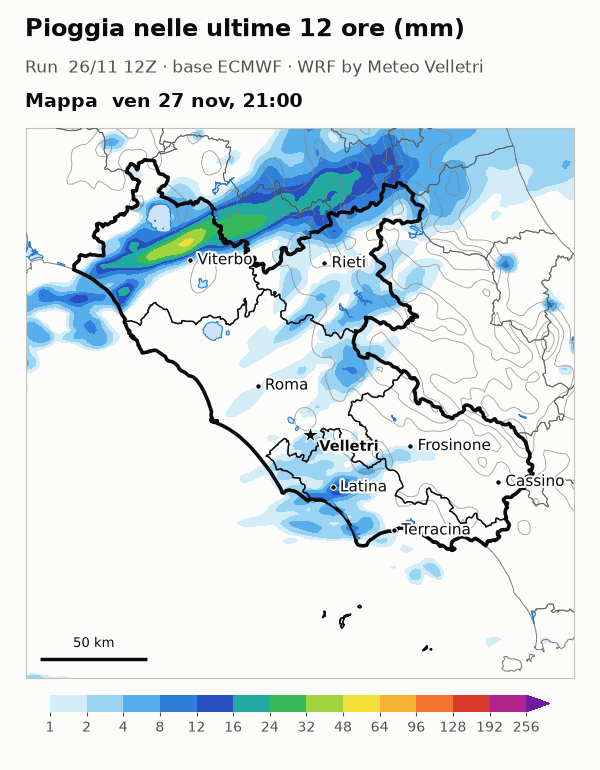 Pioggia nelle ultime 12 ore (mm)
Run  26/11 12Z · base ECMWF · WRF by Meteo Velletri
Mappa  ven 27 nov, 21:00
Viterbo
Rieti
Roma
Velletri
Frosinone
Cassino
Latina
Terracina
50 km
1 2 4 8 12 16 24 32 48 64 96 128 192 256